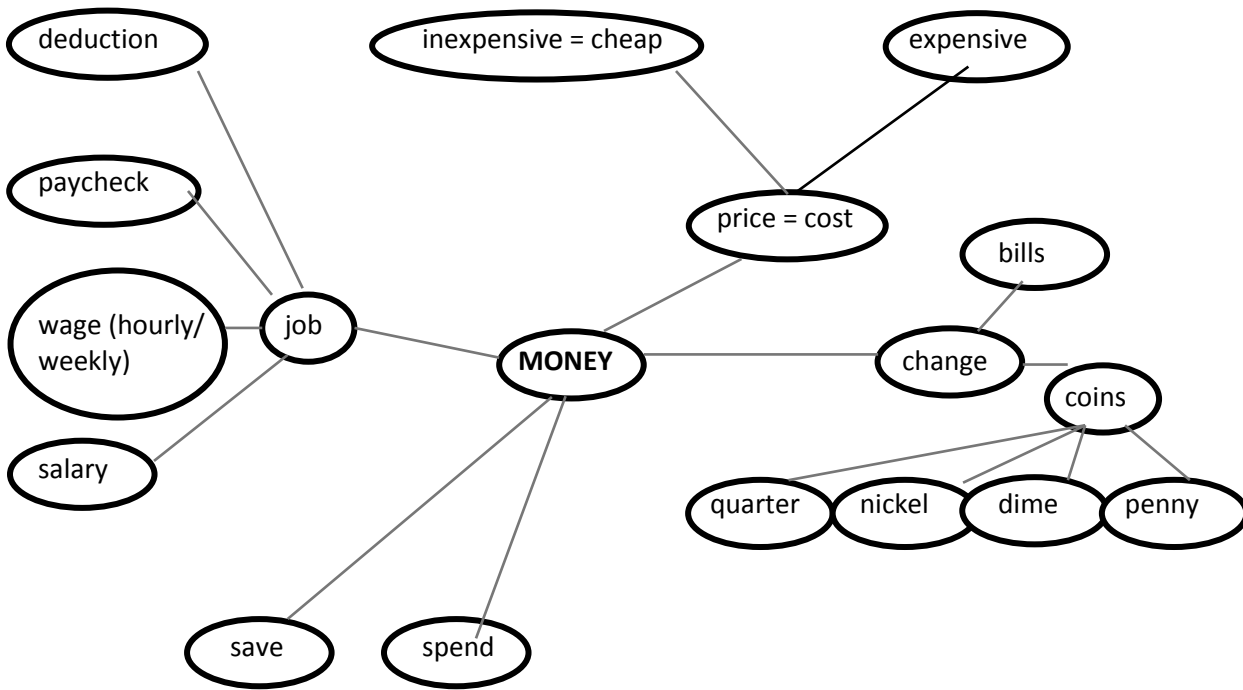 deduction
inexpensive = cheap
expensive
paycheck
price = cost
bills
wage (hourly/
weekly)
job
MONEY
change
coins
salary
quarter
nickel
dime
penny
save
spend